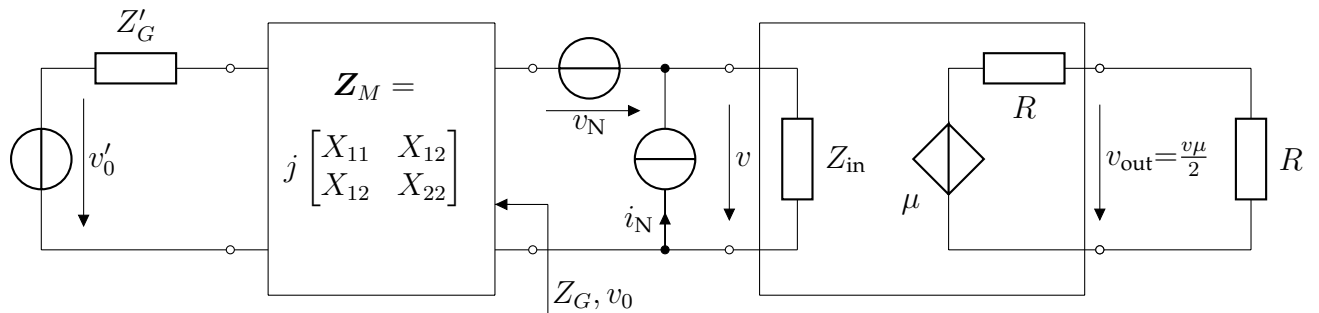 Z'_G
v'_0
Z_M =
j [X_11 X_12
X_12 X_22]
v_N
i_N
Z_G, v_0
v
Z_in
μ
R
v_out = vμ/2
R